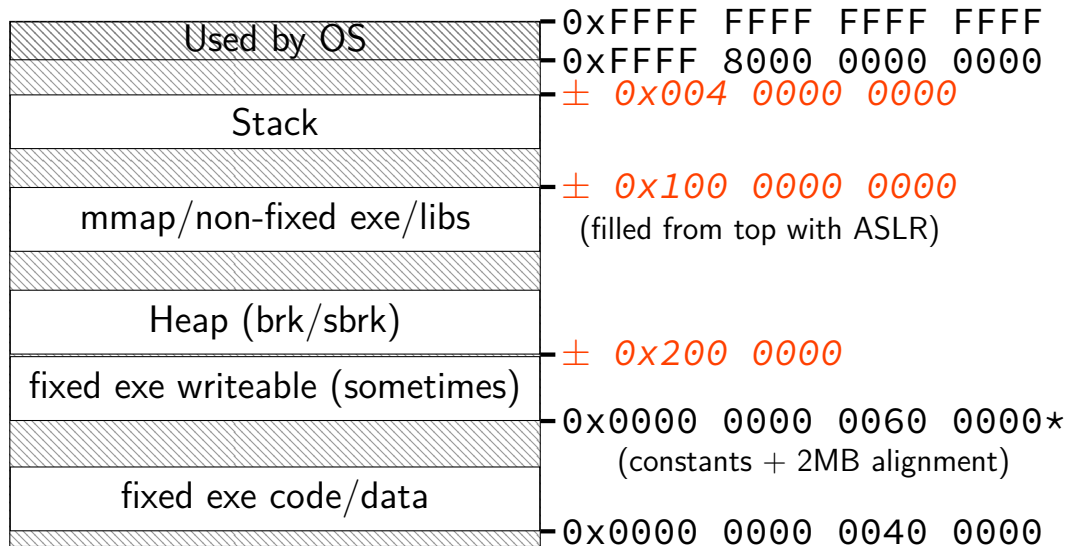 Used by OS
0xFFFF FFFF FFFF FFFF
0xFFFF 8000 0000 0000
± 0x004 0000 0000
Stack
± 0x100 0000 0000
mmap/non-fixed exe/libs
(filled from top with ASLR)
Heap (brk/sbrk)
± 0x200 0000
fixed exe writeable (sometimes)
0x0000 0000 0060 0000*
(constants + 2MB alignment)
fixed exe code/data
0x0000 0000 0040 0000